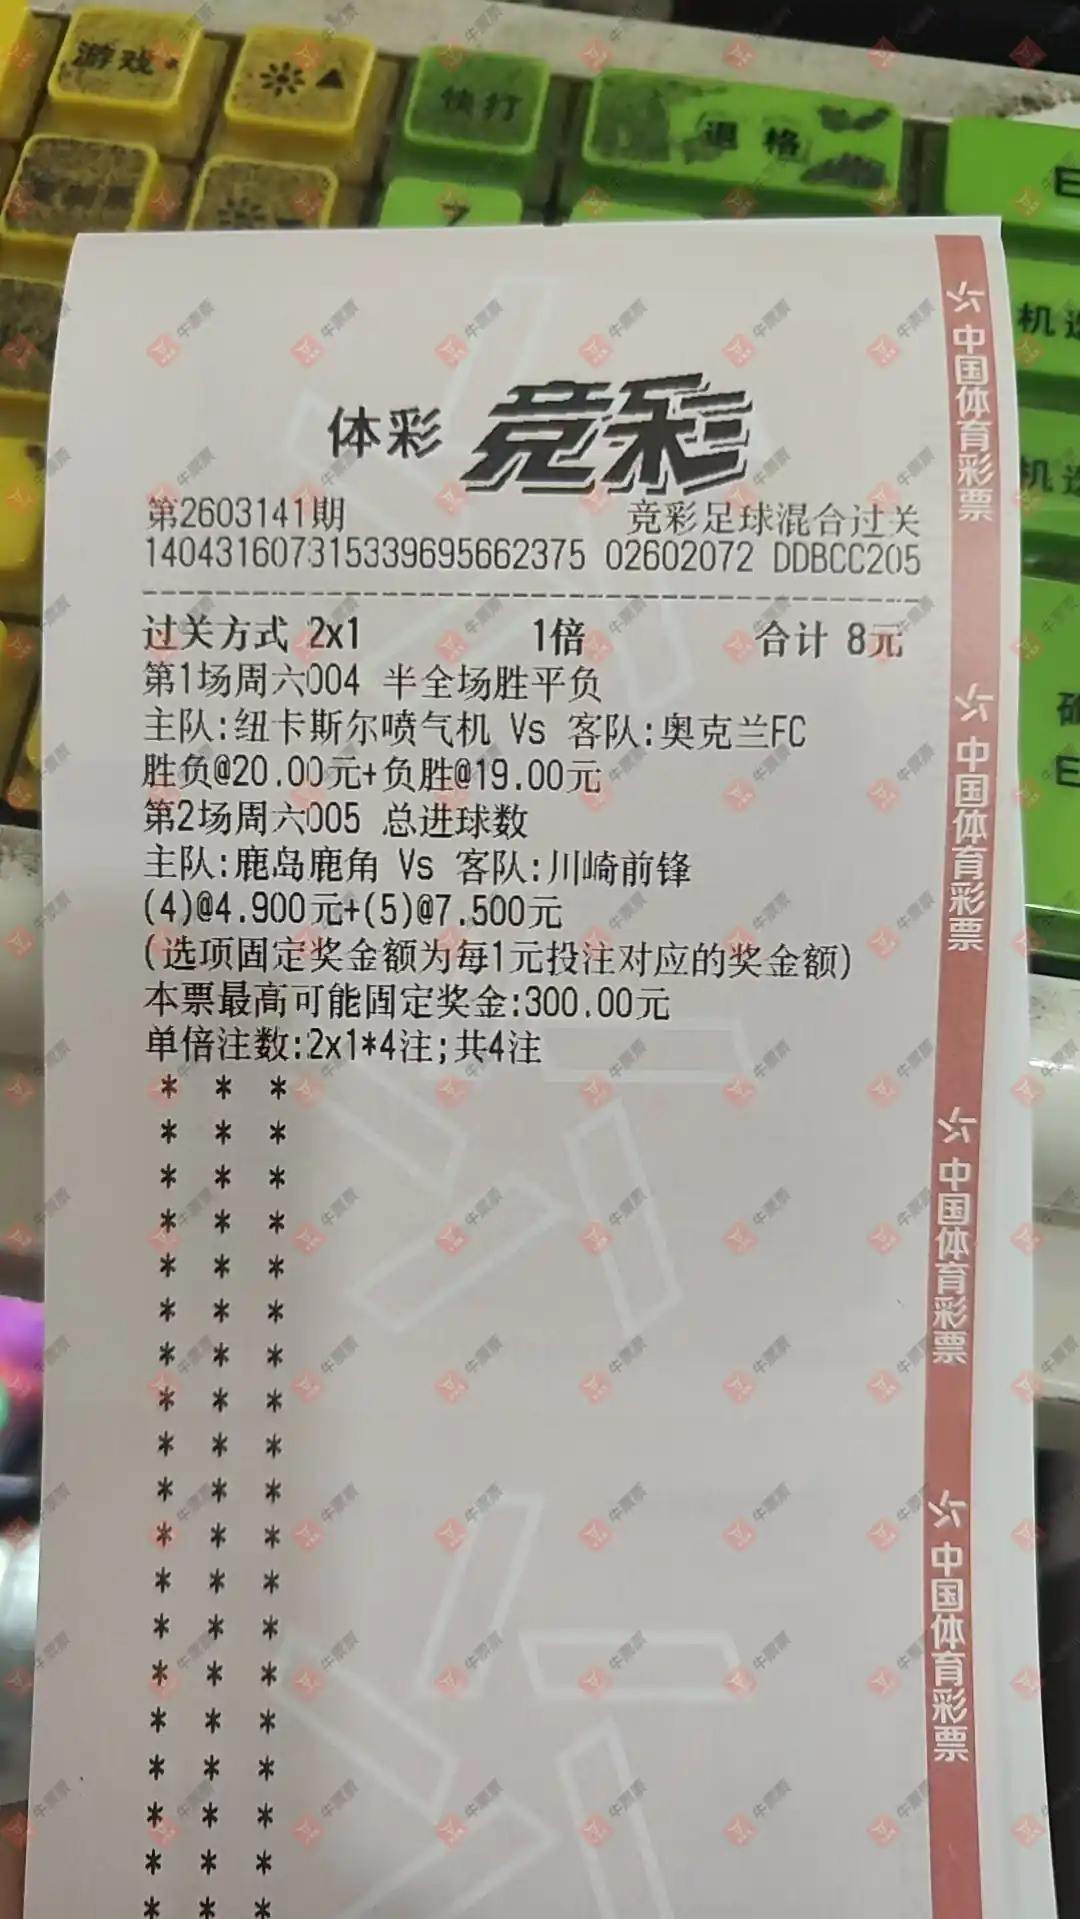 游戏
快打
退格
机选
机选
体彩 竞彩
第2603141期 竞彩足球混合过关
140431607315339695662375 02602072 DDBCC205
过关方式 2x1 1倍 合计 8元
第1场周六004 半全场胜平负
主队:纽卡斯尔喷气机 Vs 客队:奥克兰FC
胜负@20.00元+负胜@19.00元
第2场周六005 总进球数
主队:鹿岛鹿角 Vs 客队:川崎前锋
(4)@4.900元+(5)@7.500元
(选项固定奖金额为每1元投注对应的奖金额)
本票最高可能固定奖金:300.00元
单倍注数:2x1*4注;共4注
中国体育彩票
中国体育彩票
中国体育彩票
中国体育彩票
牛票票